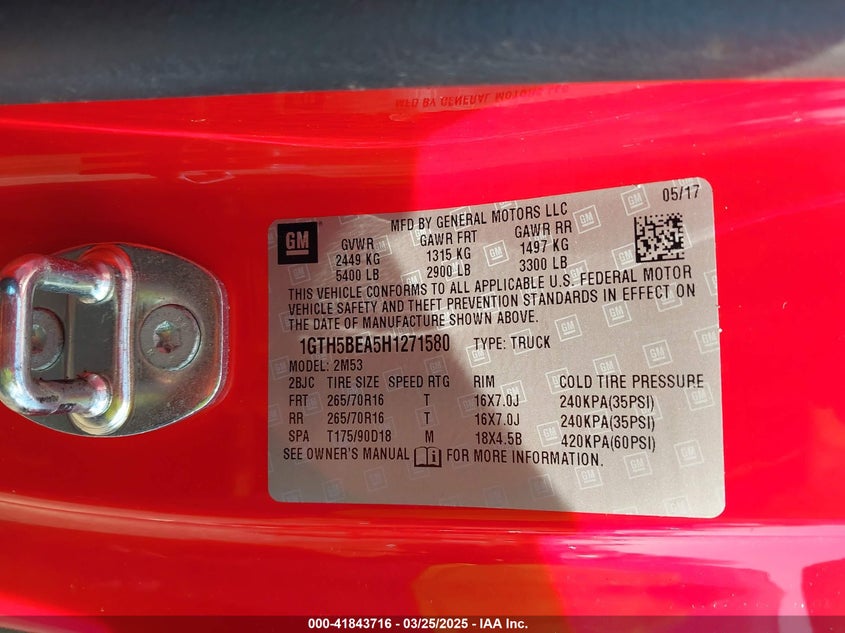 MFD BY GENERAL MOTORS LLC
05/17
GM
MFD BY GENERAL MOTORS LLC
GVWR GAWR FRT GAWR RR
2449 KG 1315 KG 1497 KG
5400 LB 2900 LB 3300 LB
THIS VEHICLE CONFORMS TO ALL APPLICABLE U.S. FEDERAL MOTOR
VEHICLE SAFETY AND THEFT PREVENTION STANDARDS IN EFFECT ON
THE DATE OF MANUFACTURE SHOWN ABOVE.
1GTH5BEA5H1271580 TYPE: TRUCK
MODEL: 2M53
2BJC TIRE SIZE SPEED RTG RIM COLD TIRE PRESSURE
FRT 265/70R16 T 16X7.0J 240KPA(35PSI)
RR 265/70R16 T 16X7.0J 240KPA(35PSI)
SPA T175/90D18 M 18X4.5B 420KPA(60PSI)
SEE OWNER'S MANUAL FOR MORE INFORMATION.
000-41843716 - 03/25/2025 - IAA Inc.